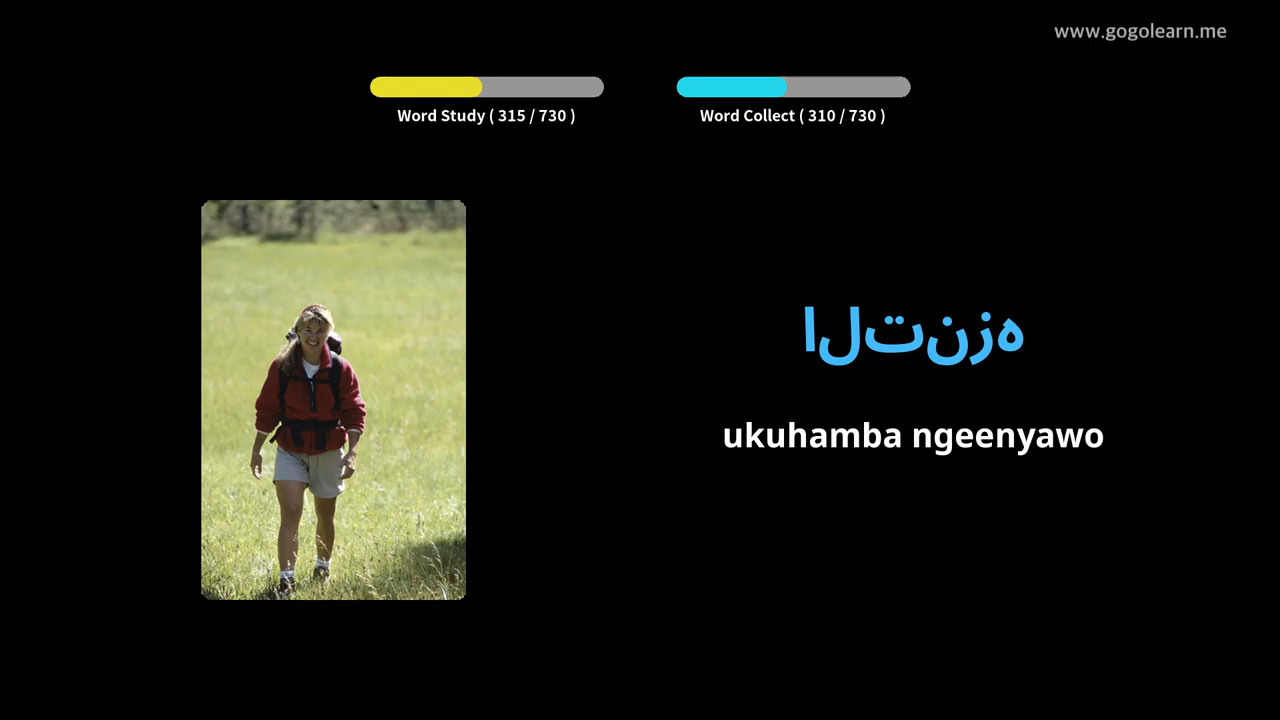 www.gogolearn.me
Word Study ( 315 / 730 )
Word Collect ( 310 / 730 )
التنزه
ukuhamba ngeenyawo